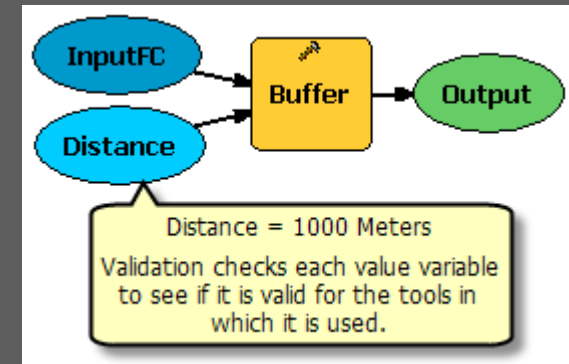 InputFC
Buffer
Output
Distance
Distance = 1000 Meters
Validation checks each value variable
to see if it is valid for the tools in
which it is used.